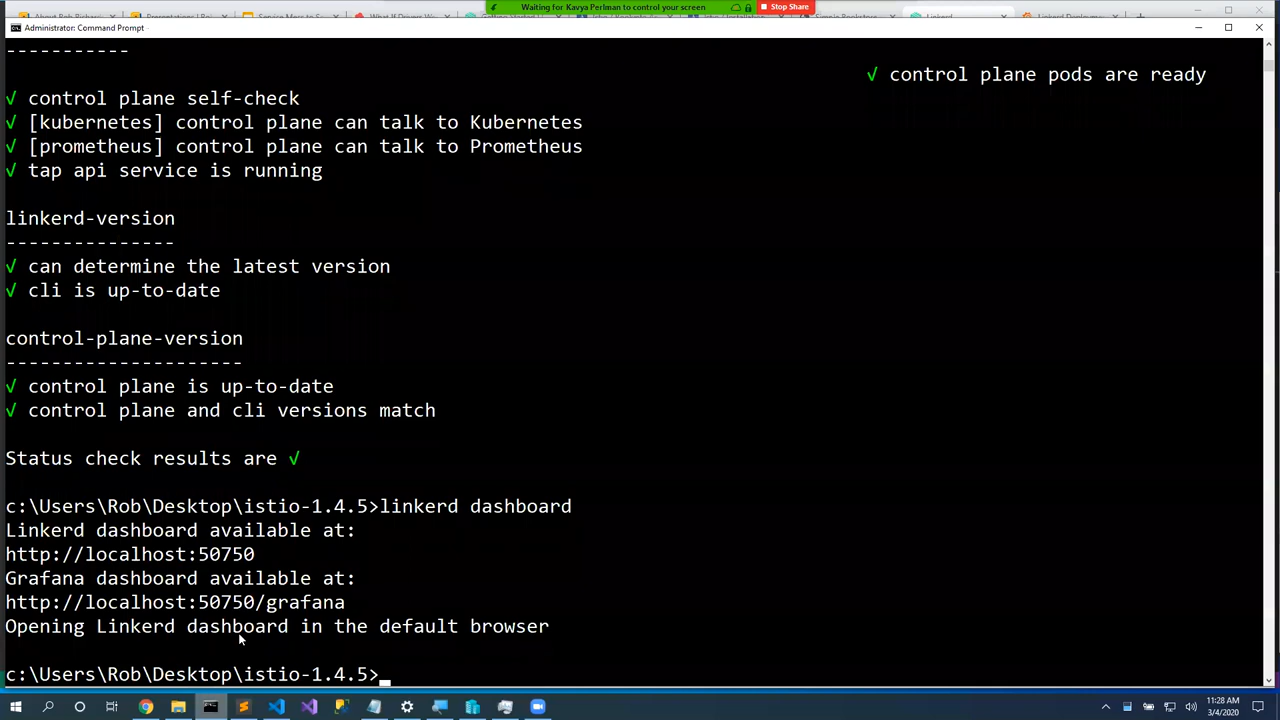 Waiting for Kavya Perlman to control your screen
Stop Share
Administrator: Command Prompt
-----------
√ control plane pods are ready
√ control plane self-check
√ [kubernetes] control plane can talk to Kubernetes
√ [prometheus] control plane can talk to Prometheus
√ tap api service is running
linkerd-version
---------------
√ can determine the latest version
√ cli is up-to-date
control-plane-version
---------------------
√ control plane is up-to-date
√ control plane and cli versions match
Status check results are √
c:\Users\Rob\Desktop\istio-1.4.5>linkerd dashboard
Linkerd dashboard available at:
http://localhost:50750
Grafana dashboard available at:
http://localhost:50750/grafana
Opening Linkerd dashboard in the default browser
c:\Users\Rob\Desktop\istio-1.4.5>
11:28 AM
3/4/2020